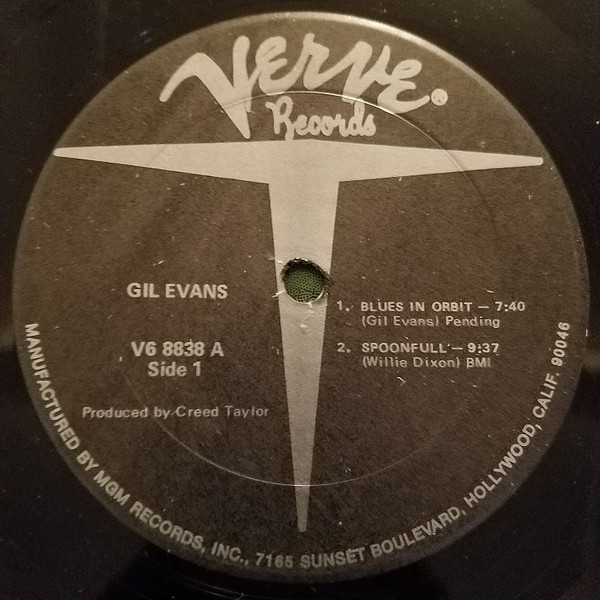 Verve®
Records
GIL EVANS
V6 8838 A
Side 1
Produced by Creed Taylor
1. BLUES IN ORBIT — 7:40
(Gil Evans) Pending
2. SPOONFULL — 9:37
(Willie Dixon) BMI
MANUFACTURED BY MGM RECORDS, INC., 7165 SUNSET BOULEVARD, HOLLYWOOD, CALIF. 90046